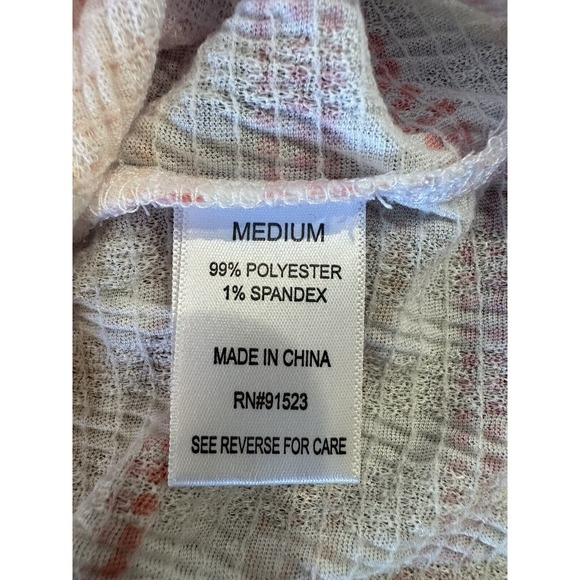 MEDIUM
99% POLYESTER
1% SPANDEX
MADE IN CHINA
RN#91523
SEE REVERSE FOR CARE